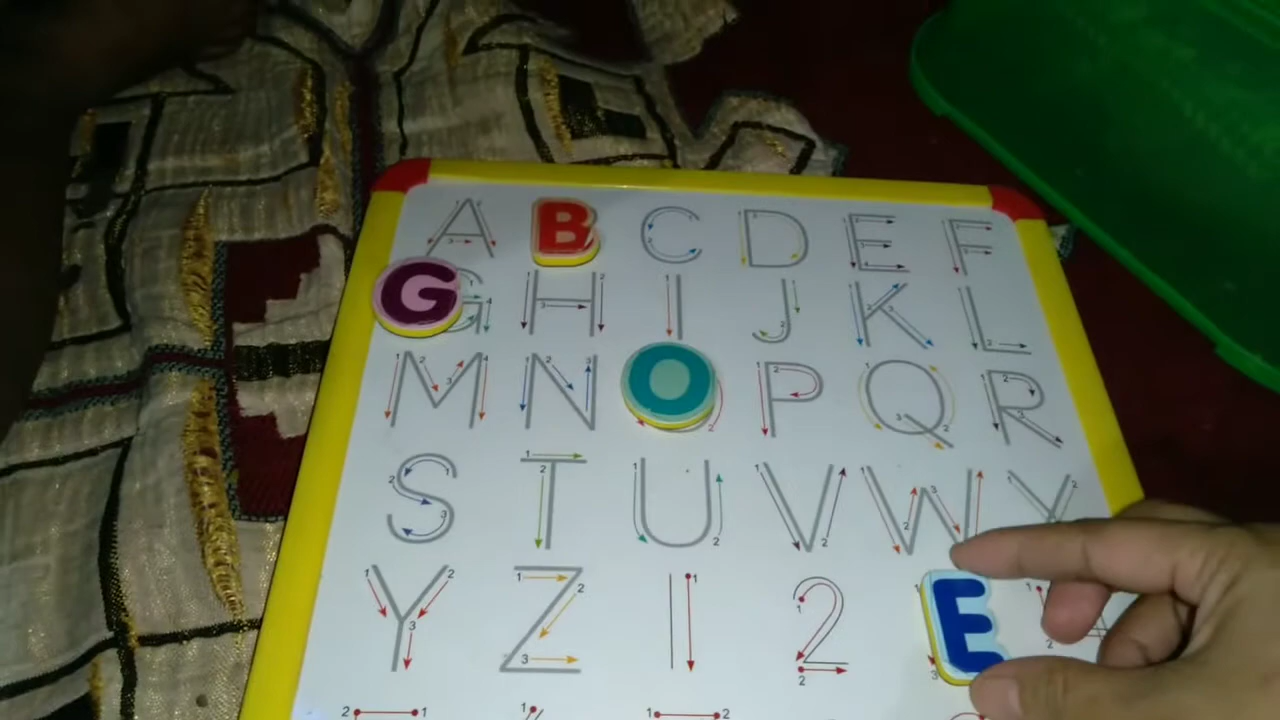 A B C D E F
G G H I J K L
M N O P Q R
S T U V W X
Y Z 1 2 E